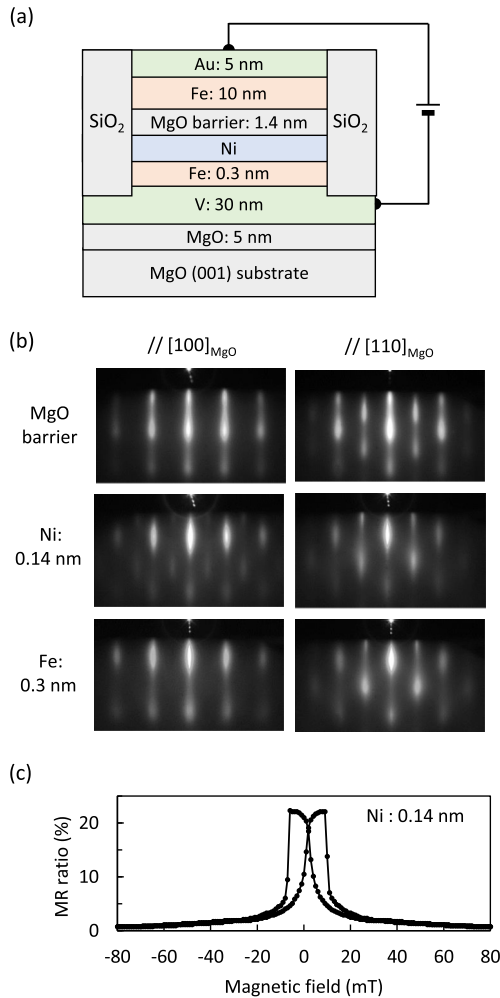 (a)
Au: 5 nm
Fe: 10 nm
SiO₂
MgO barrier: 1.4 nm
SiO₂
Ni
Fe: 0.3 nm
V: 30 nm
MgO: 5 nm
MgO (001) substrate
(b)
// [100]MgO
// [110]MgO
MgO
barrier
Ni:
0.14 nm
Fe:
0.3 nm
(c)
Ni : 0.14 nm
MR ratio (%)
20
10
0
-80 -60 -40 -20 0 20 40 60 80
Magnetic field (mT)